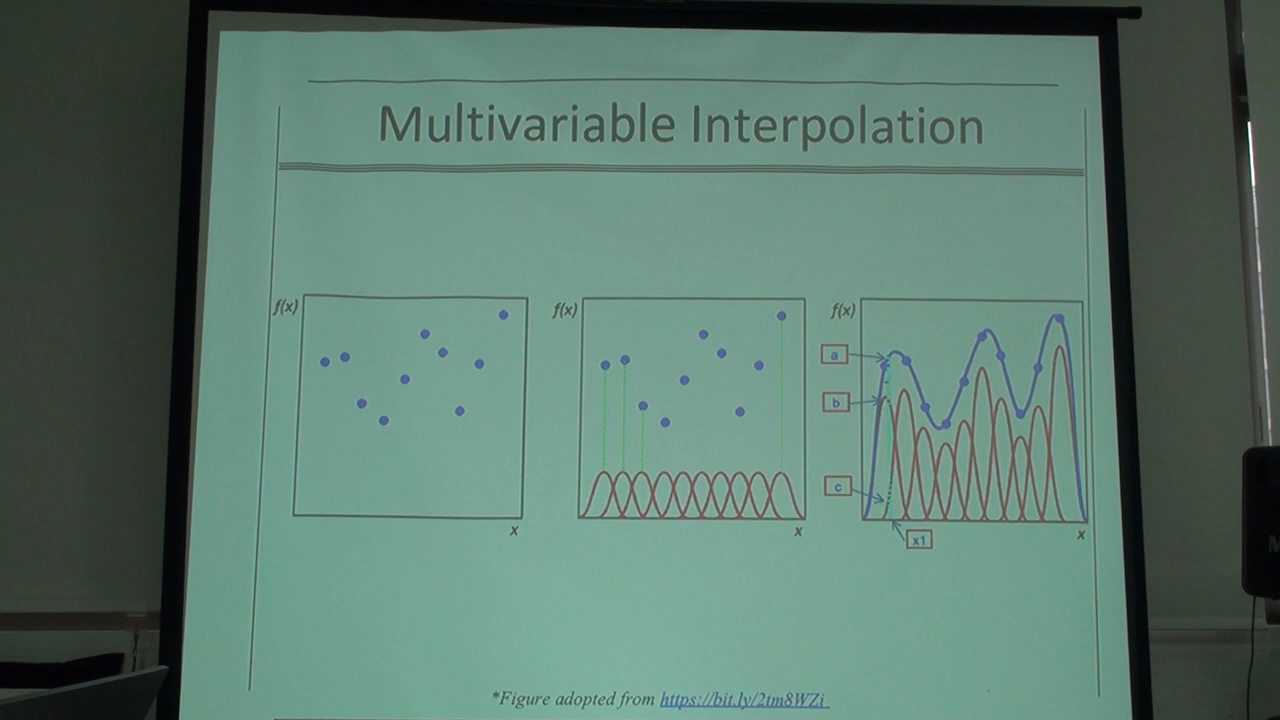 Multivariable Interpolation
f(x)
x
f(x)
x
f(x)
a
b
c
x1
x
*Figure adopted from https://bit.ly/2tm8WZi